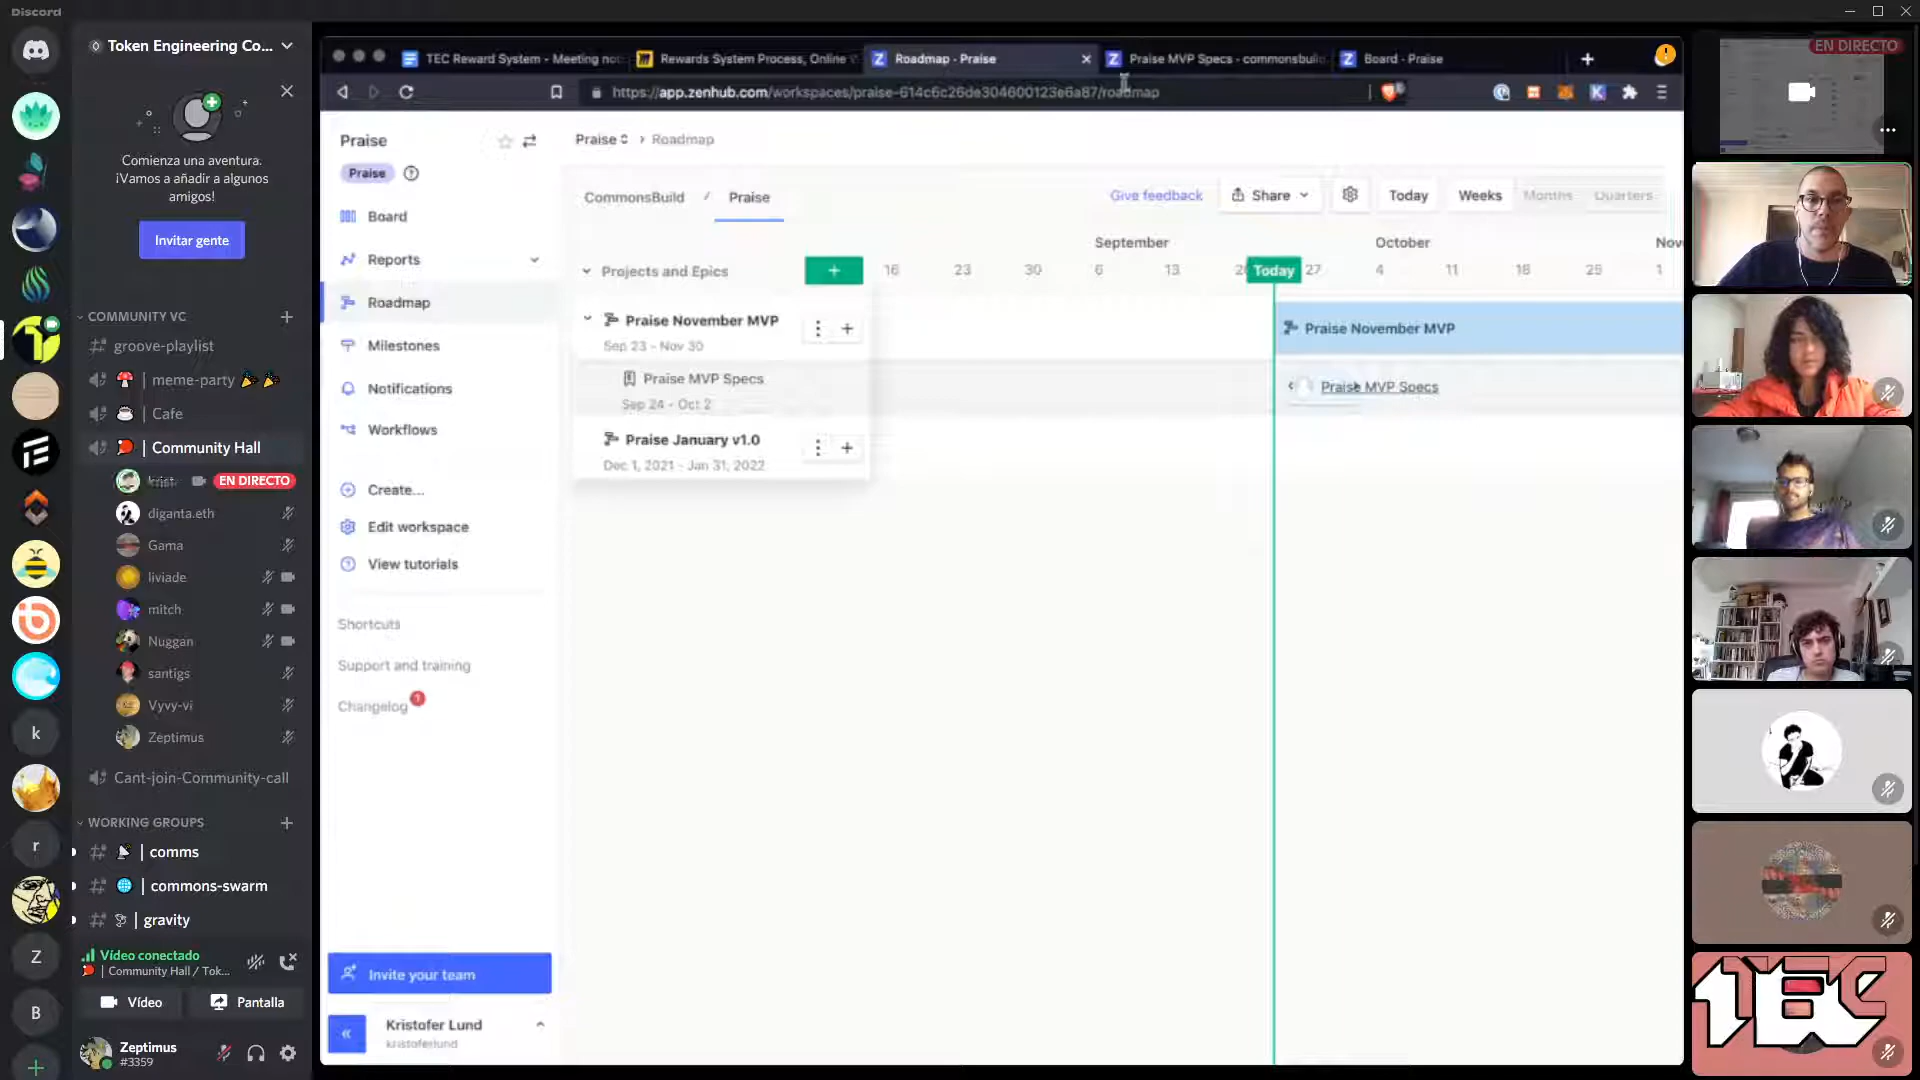 Discord
Token Engineering Co...
Comienza una aventura.
¡Vamos a añadir a algunos
amigos!
Invitar gente
COMMUNITY VC
groove-playlist
| meme-party
| Cafe
| Community Hall
EN DIRECTO
diganta.eth
Gama
liviade
mitch
Nuggan
santigs
Vyvy-vi
Zeptimus
Cant-join-Community-call
WORKING GROUPS
| comms
| commons-swarm
| gravity
k
r
Z
B
Vídeo conectado
| Community Hall / Tok...
Vídeo
Pantalla
Zeptimus
#3359
TEC Reward System - Meeting not
Rewards System Process, Online
Roadmap - Praise
Praise MVP Specs - commonsbuil
Board - Praise
https://app.zenhub.com/workspaces/praise-614c6c26de304600123e6a87/roadmap
Praise
Praise
Board
Reports
Roadmap
Milestones
Notifications
Workflows
Create...
Edit workspace
View tutorials
Shortcuts
Support and training
Changelog
1
Invite your team
Kristofer Lund
kristoferlund
Praise > Roadmap
CommonsBuild / Praise
Give feedback
Share
Today
Weeks
Months
Quarters
September
October
Nov
Projects and Epics
16 23 30 6 13 Today 27 4 11 18 25 1
Praise November MVP
Sep 23 - Nov 30
Praise MVP Specs
Sep 24 - Oct 2
Praise January v1.0
Dec 1, 2021 - Jan 31, 2022
Praise November MVP
Praise MVP Specs
EN DIRECTO
TEC